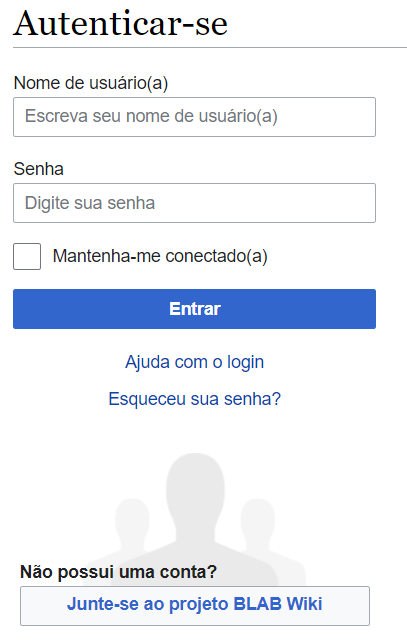 Autenticar-se
Nome de usuário(a)
Escreva seu nome de usuário(a)
Senha
Digite sua senha
Mantenha-me conectado(a)
Entrar
Ajuda com o login
Esqueceu sua senha?
Não possui uma conta?
Junte-se ao projeto BLAB Wiki